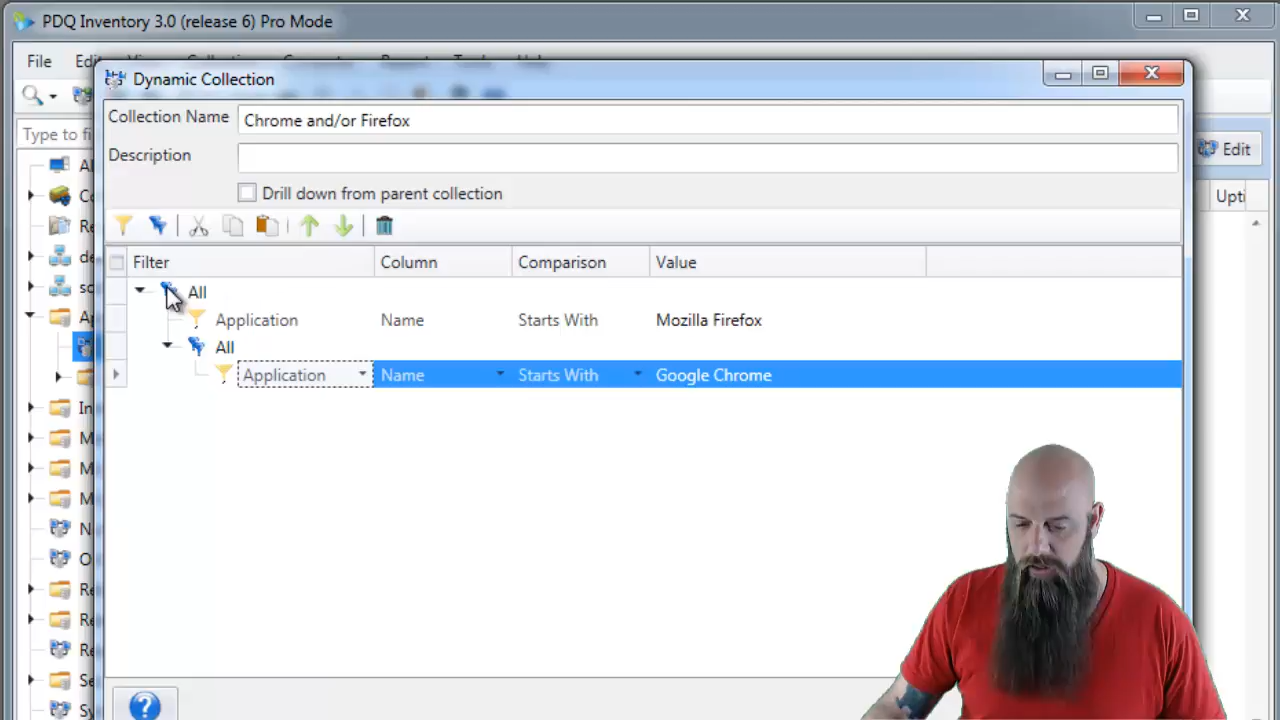 PDQ Inventory 3.0 (release 6) Pro Mode
File
Dynamic Collection
Collection Name Chrome and/or Firefox
Type to
Description
Edit
Drill down from parent collection
Filter Column Comparison Value
All
Application Name Starts With Mozilla Firefox
All
Application Name Starts With Google Chrome